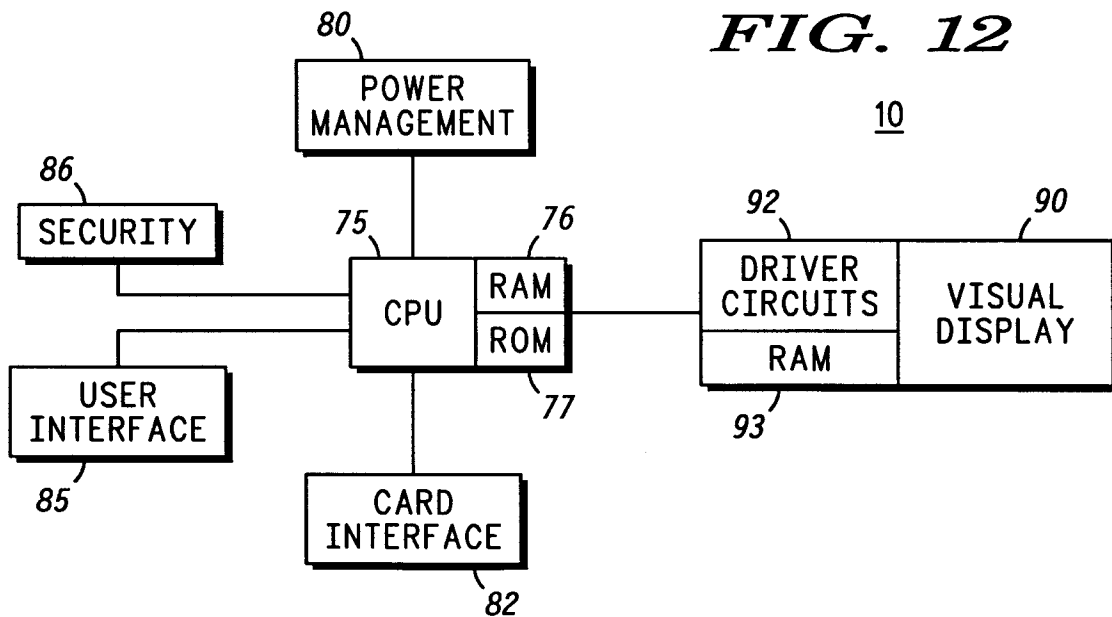 FIG. 12
10
80
POWER
MANAGEMENT
86
SECURITY
75
76
CPU
RAM
ROM
77
92
90
DRIVER
CIRCUITS
RAM
93
VISUAL
DISPLAY
USER
INTERFACE
85
CARD
INTERFACE
82